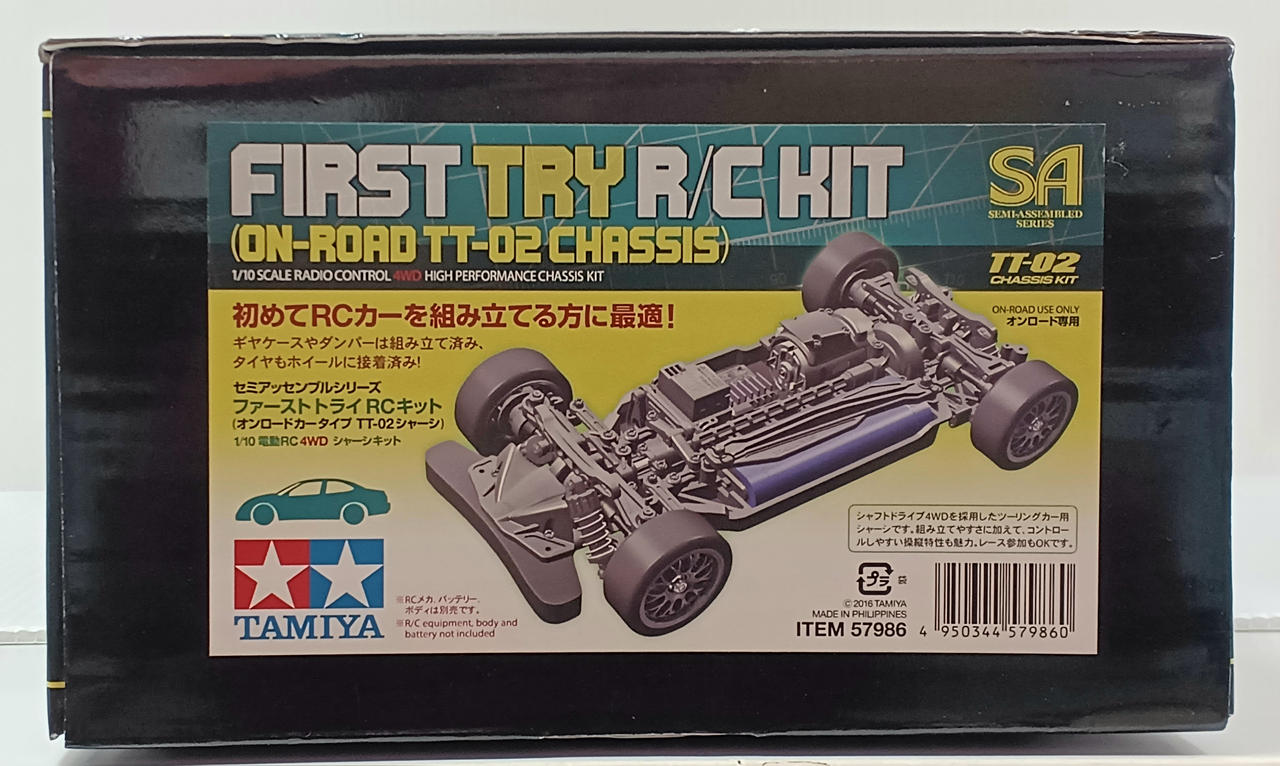 FIRST TRY R/C KIT
(ON-ROAD TT-02 CHASSIS)
1/10 SCALE RADIO CONTROL 4WD HIGH PERFORMANCE CHASSIS KIT
SA
SEMI-ASSEMBLED
SERIES
TT-02
CHASSIS KIT
ON-ROAD USE ONLY
オンロード専用
初めてRCカーを組み立てる方に最適!
ギヤケースやダンパーは組み立て済み、
タイヤもホイールに接着済み!
セミアッセンブルシリーズ
ファーストトライ RCキット
(オンロードカータイプ TT-02シャーシ)
1/10 電動RC 4WD シャーシキット
TAMIYA
※RCメカ、バッテリー、
ボディは別売です。
※R/C equipment, body and
battery not included
シャフトドライブ4WDを採用したツーリングカー用
シャーシです。組み立てやすさに加えて、コントロー
ルしやすい操縦特性も魅力。レース参加もOKです。
プラ
袋
© 2016 TAMIYA
MADE IN PHILIPPINES
ITEM 57986
4 950344 579860